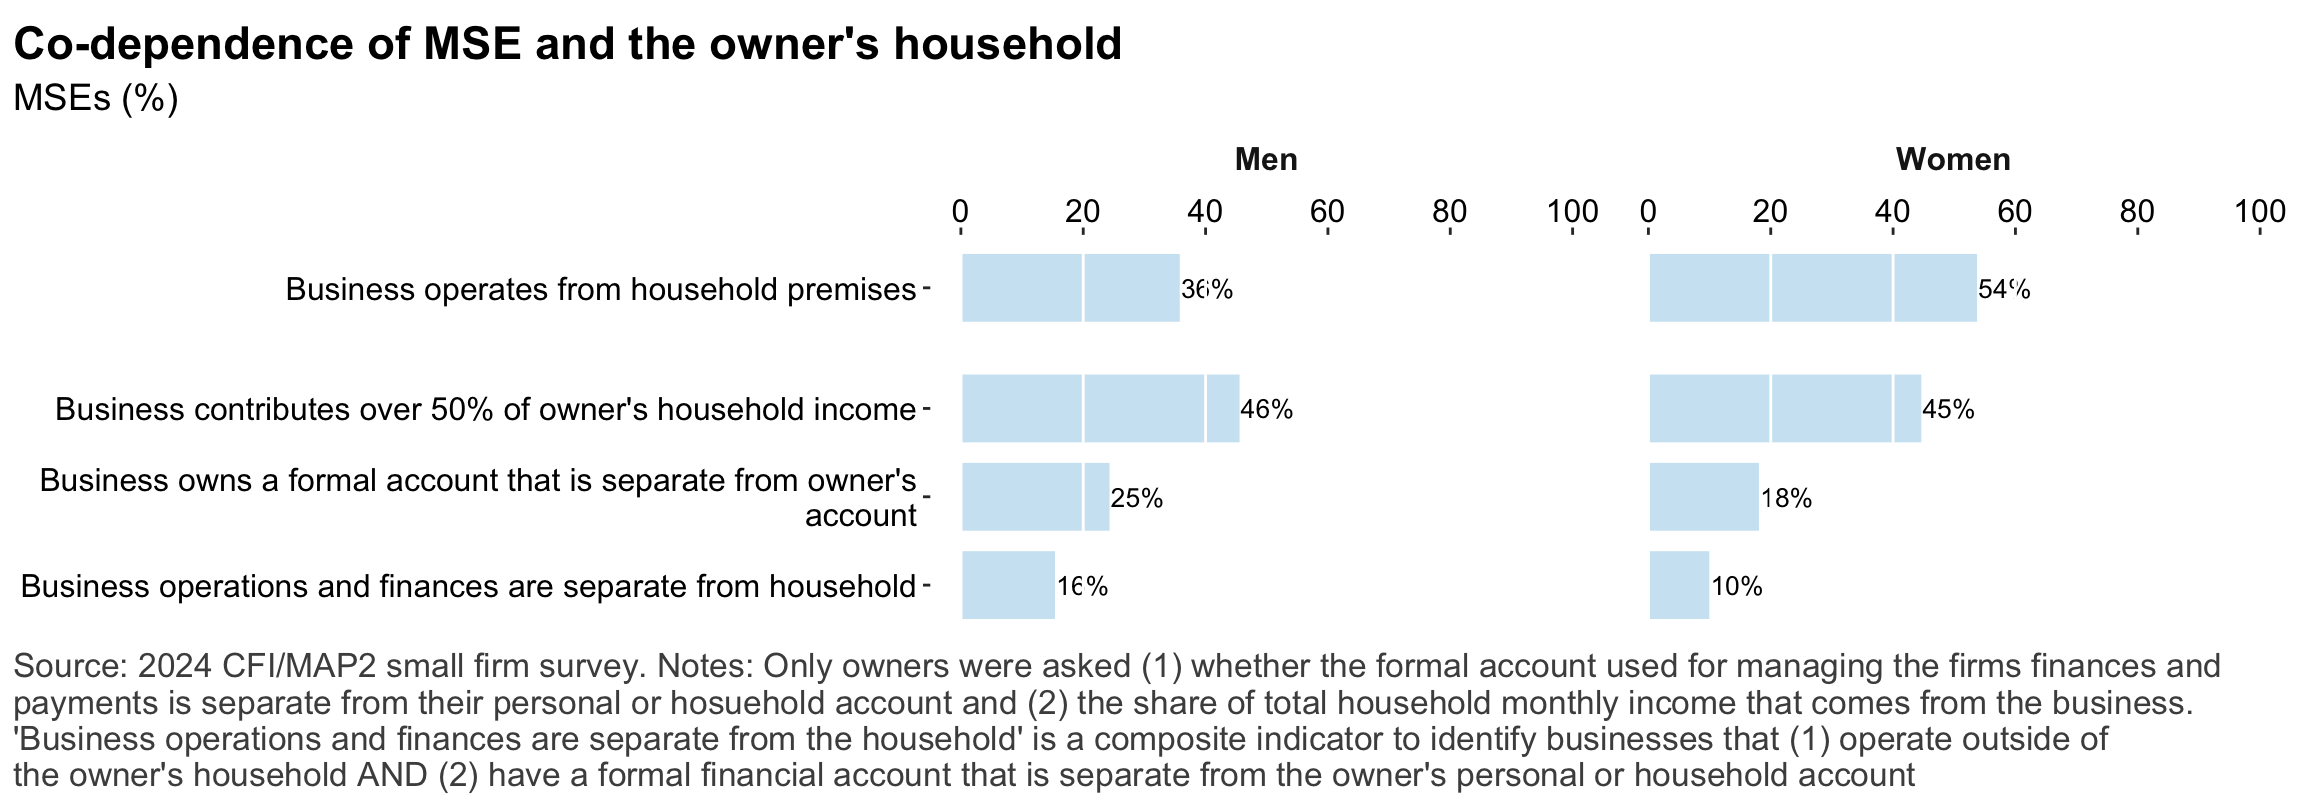 Co-dependence of MSE and the owner's household
MSEs (%)
Men
Women
0 20 40 60 80 100
0 20 40 60 80 100
Business operates from household premises
36%
54%
Business contributes over 50% of owner's household income
46%
45%
Business owns a formal account that is separate from owner's
account
25%
18%
Business operations and finances are separate from household
16%
10%
Source: 2024 CFI/MAP2 small firm survey. Notes: Only owners were asked (1) whether the formal account used for managing the firms finances and
payments is separate from their personal or hosuehold account and (2) the share of total household monthly income that comes from the business.
'Business operations and finances are separate from the household' is a composite indicator to identify businesses that (1) operate outside of
the owner's household AND (2) have a formal financial account that is separate from the owner's personal or household account